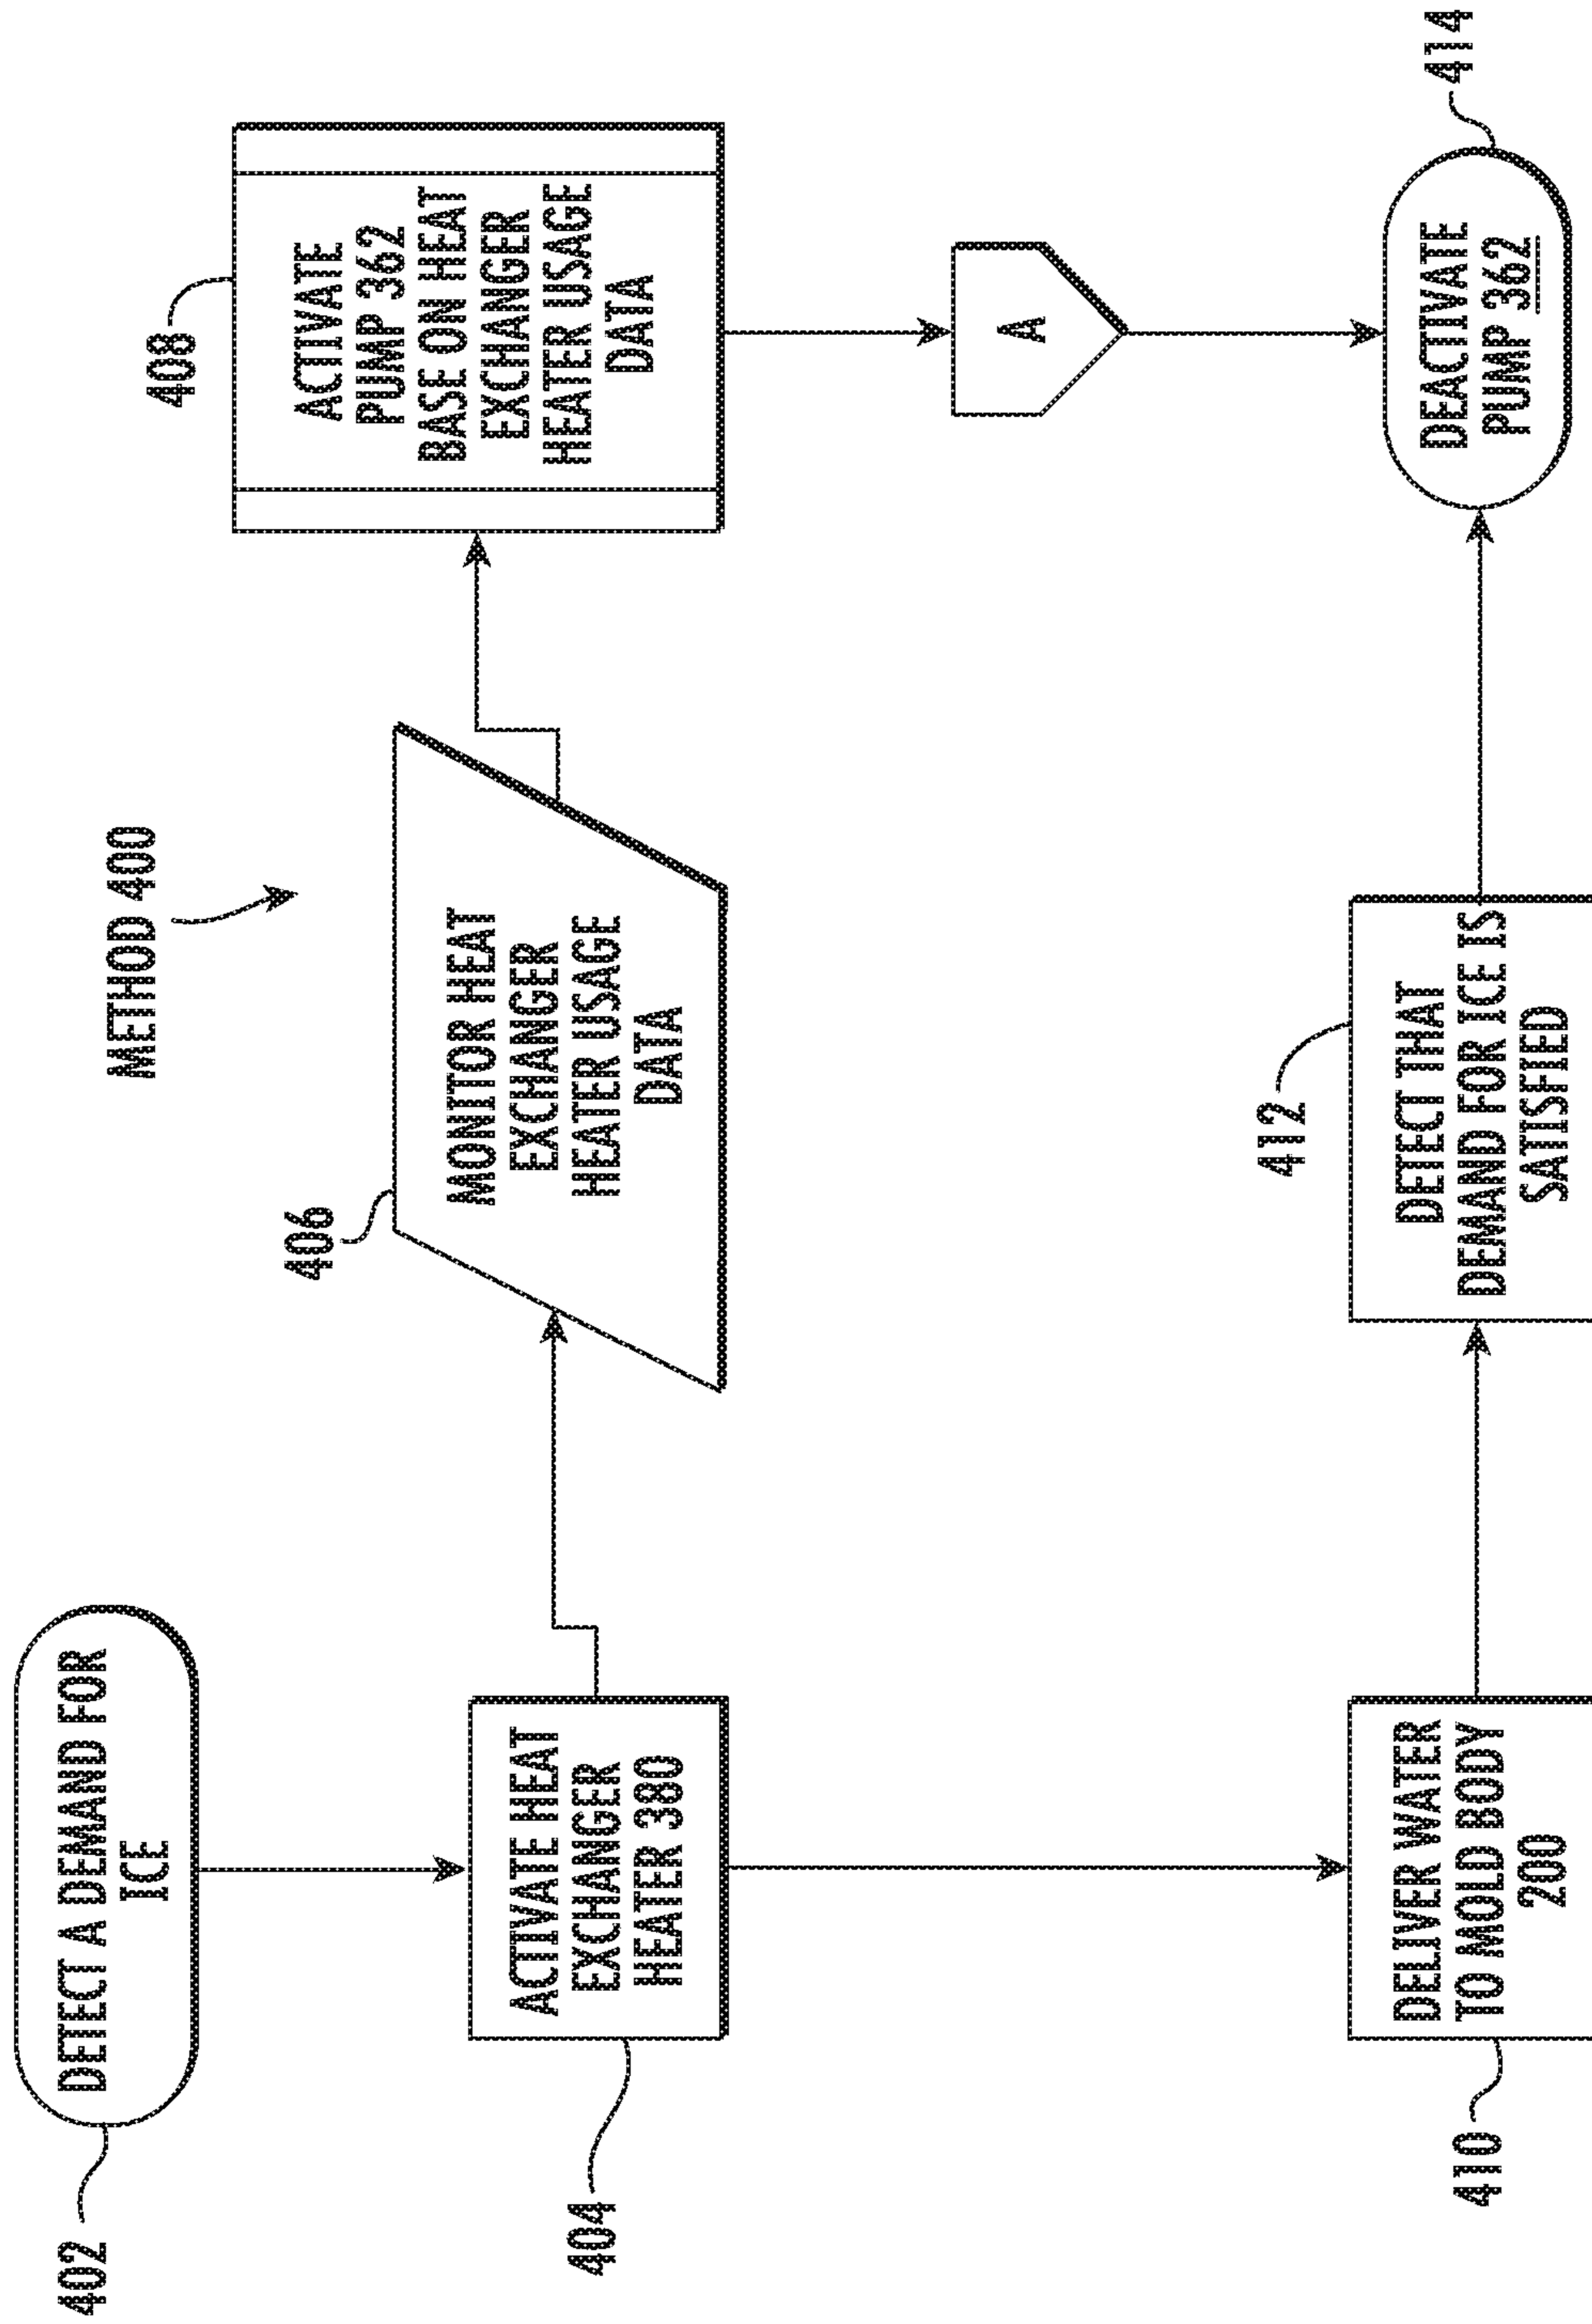 METHOD 400
402
DETECT A DEMAND FOR
ICE
404
ACTIVATE HEAT
EXCHANGER
HEATER 380
406
MONITOR HEAT
EXCHANGER
HEATER USAGE
DATA
408
ACTIVATE
PUMP 362
BASE ON HEAT
EXCHANGER
HEATER USAGE
DATA
A
410
DELIVER WATER
TO MOLD BODY
200
412
DETECT THAT
DEMAND FOR ICE IS
SATISFIED
DEACTIVATE
PUMP 362
414